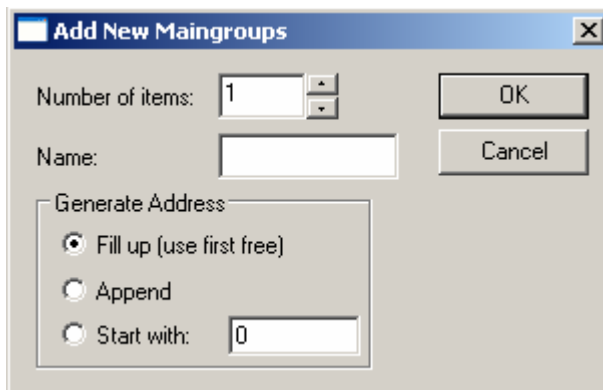 Add New Maingroups
Number of items: 1
OK
Name:
Cancel
Generate Address
Fill up (use first free)
Append
Start with: 0